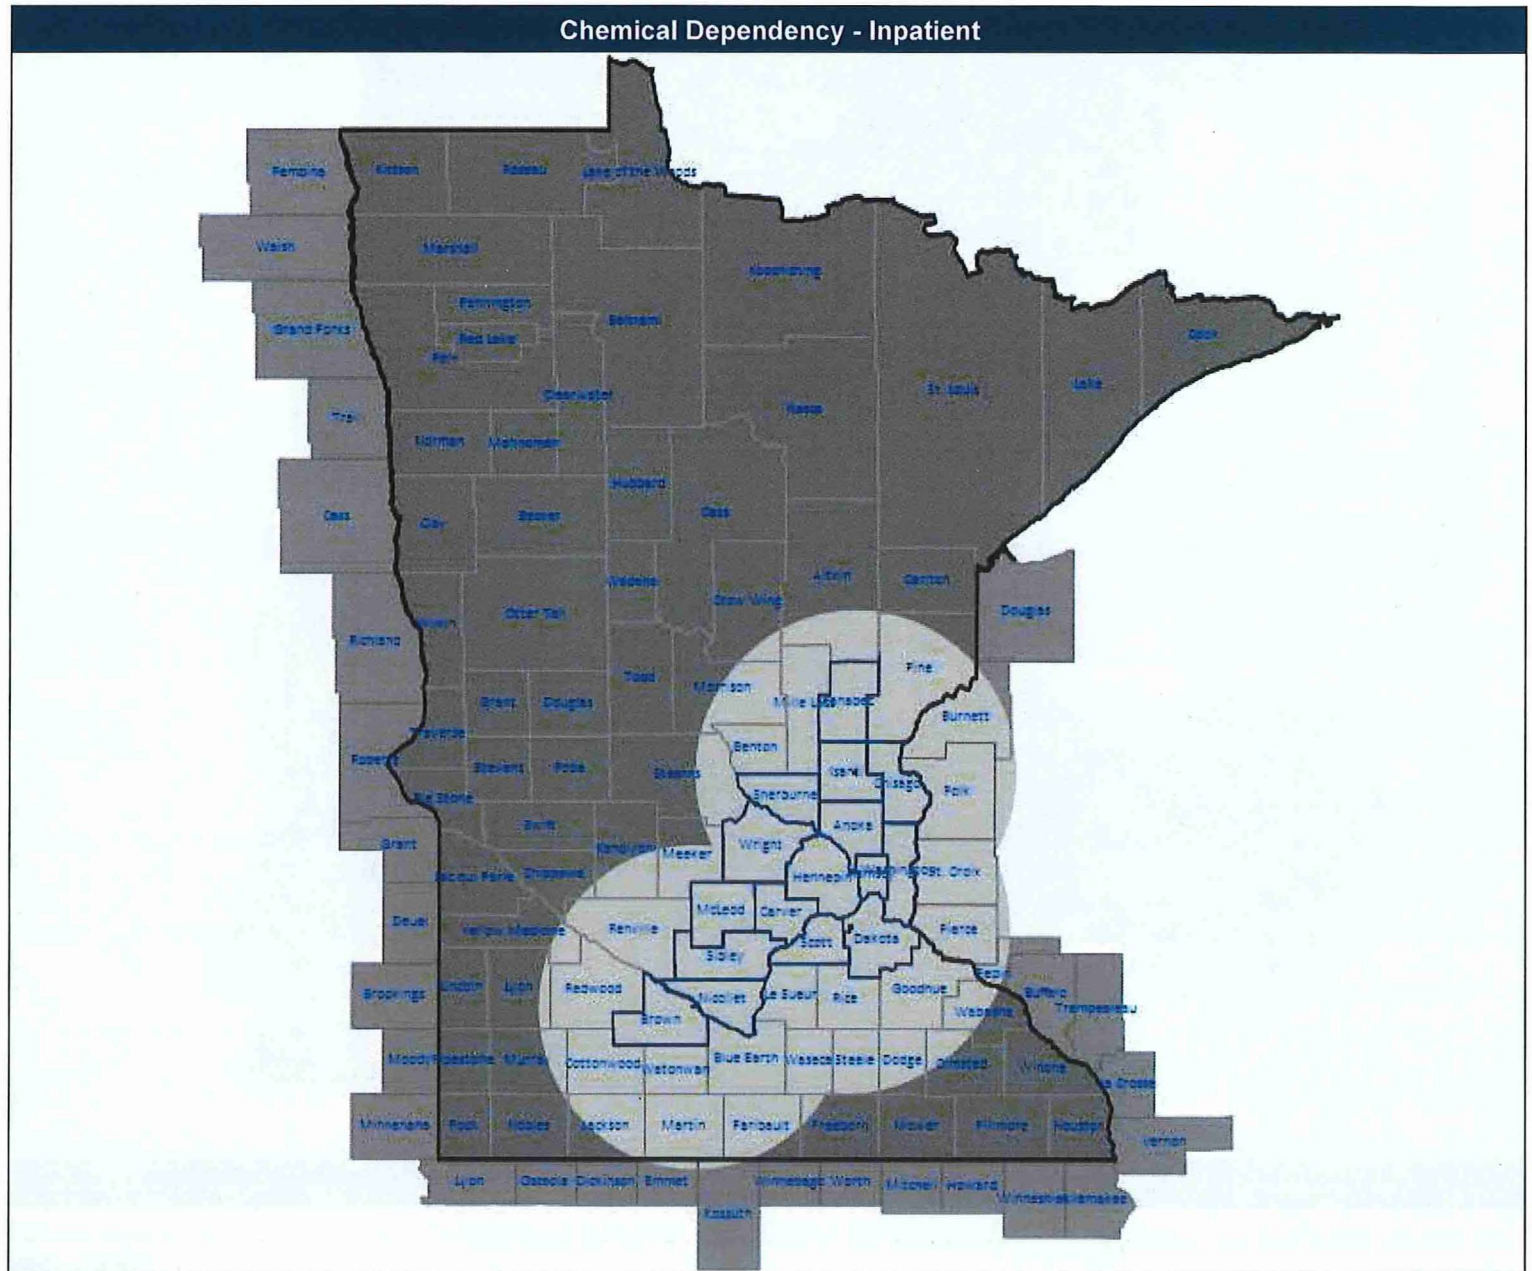 Chemical Dependency - Inpatient
Pembina
Kittson
Roseau
Lake of the Woods
Walsh
Marshall
Koochiching
Pennington
Grand Forks
Beltrami
Red Lake
Cook
Clearwater
St. Louis
Lake
Itasca
Norman
Mahnomen
Hubbard
Cass
Clay
Becker
Cass
Wadena
Aitkin
Carlton
Crow Wing
Otter Tail
Douglas
Wilkin
Richland
Todd
Pine
Morrison
Mille Lacs
Kanabec
Grant
Douglas
Burnett
Traverse
Benton
Roberts
Stevens
Pope
Stearns
Isanti
Chisago
Polk
Big Stone
Sherburne
Swift
Anoka
Grant
Wright
Kandiyohi
Meeker
Lac qui Parle
Chippewa
Hennepin
Ramsey
Washington
St. Croix
McLeod
Carver
Deuel
Yellow Medicine
Renville
Scott
Dakota
Pierce
Sibley
Pepin
Brookings
Lincoln
Lyon
Redwood
Nicollet
Le Sueur
Rice
Goodhue
Buffalo
Wabasha
Trempealeau
Brown
Moody
Pipestone
Murray
Cottonwood
Watonwan
Blue Earth
Waseca
Steele
Dodge
Olmsted
Winona
La Crosse
Minnehaha
Rock
Nobles
Jackson
Martin
Faribault
Freeborn
Mower
Fillmore
Houston
Vernon
Lyon
Osceola
Dickinson
Emmet
Winnebago
Worth
Mitchell
Howard
Winneshiek
Allamakee
Kossuth